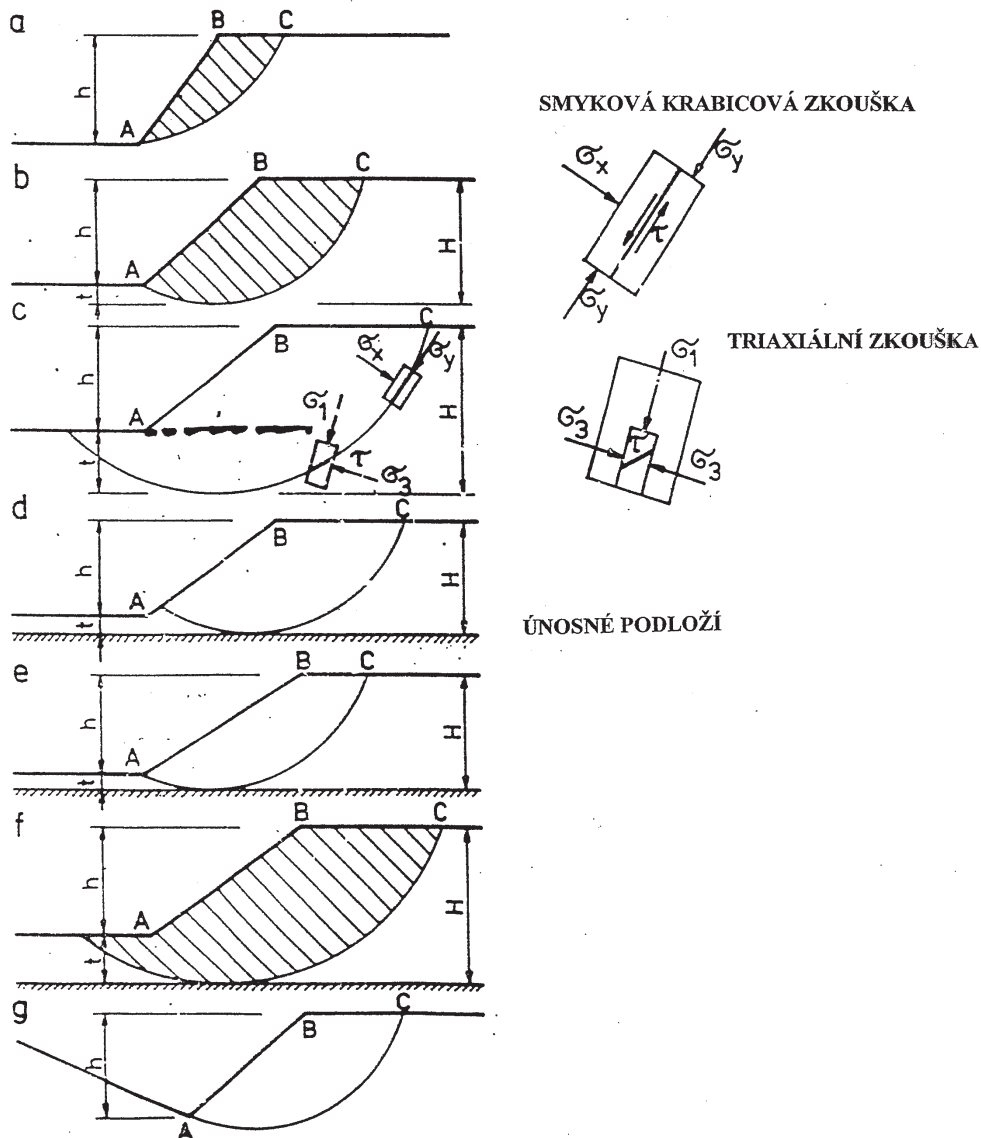 a
B C
h
A
SMYKOVÁ KRABICOVÁ ZKOUŠKA
σx
σy
τ
σy
b
B C
h
H
A
t
c
C
B
σx
σy
h
H
A
σ1
t
τ
σ3
TRIAXIÁLNÍ ZKOUŠKA
σ1
σ3
τ
σ3
d
C
B
h
H
A
t
ÚNOSNÉ PODLOŽÍ
e
B C
h
H
A
t
f
B C
h
H
A
t
g
C
B
h
A